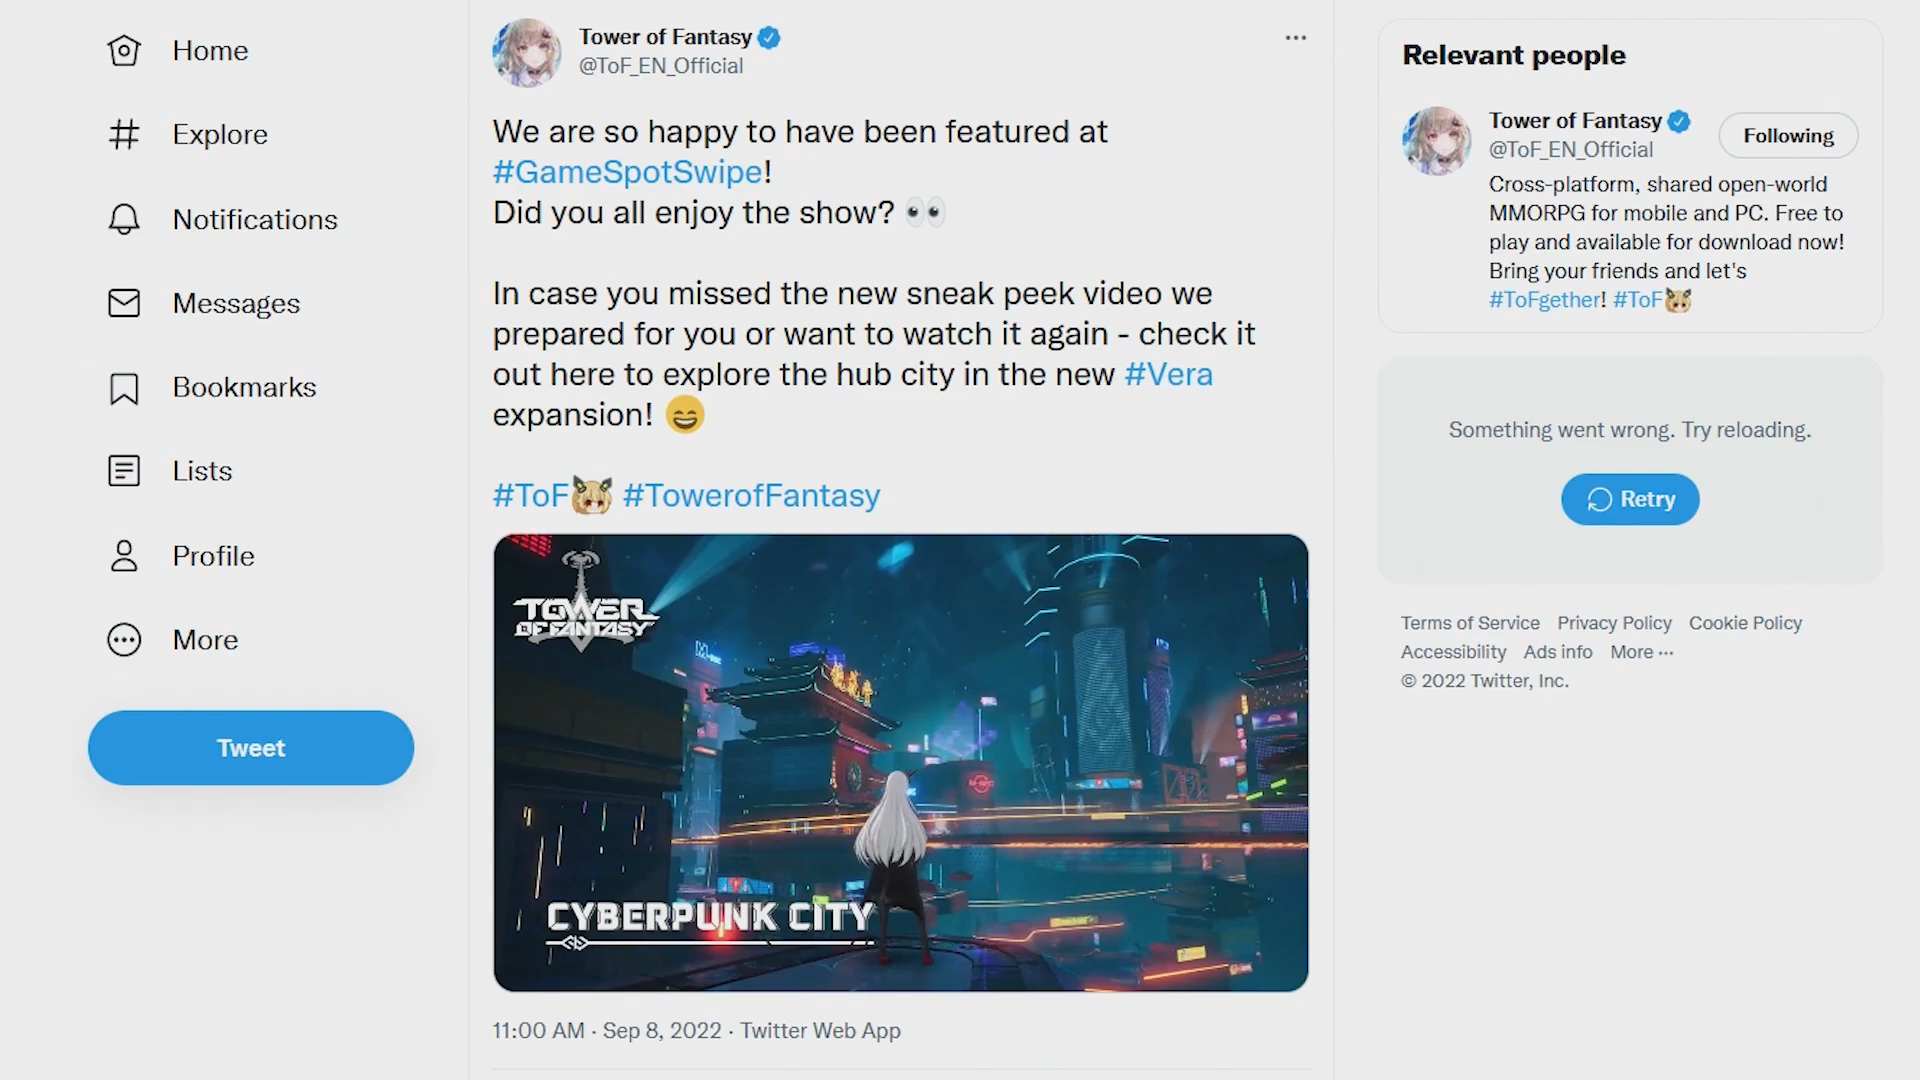 Home
Explore
Notifications
Messages
Bookmarks
Lists
Profile
More
Tweet
Tower of Fantasy
@ToF_EN_Official
We are so happy to have been featured at
#GameSpotSwipe!
Did you all enjoy the show? 👀
In case you missed the new sneak peek video we
prepared for you or want to watch it again - check it
out here to explore the hub city in the new #Vera
expansion! 😄
#ToF #TowerofFantasy
TOWER
OF FANTASY
CYBERPUNK CITY
11:00 AM · Sep 8, 2022 · Twitter Web App
Relevant people
Tower of Fantasy
@ToF_EN_Official
Following
Cross-platform, shared open-world
MMORPG for mobile and PC. Free to
play and available for download now!
Bring your friends and let's
#ToFgether! #ToF
Something went wrong. Try reloading.
Retry
Terms of Service Privacy Policy Cookie Policy
Accessibility Ads info More ···
© 2022 Twitter, Inc.